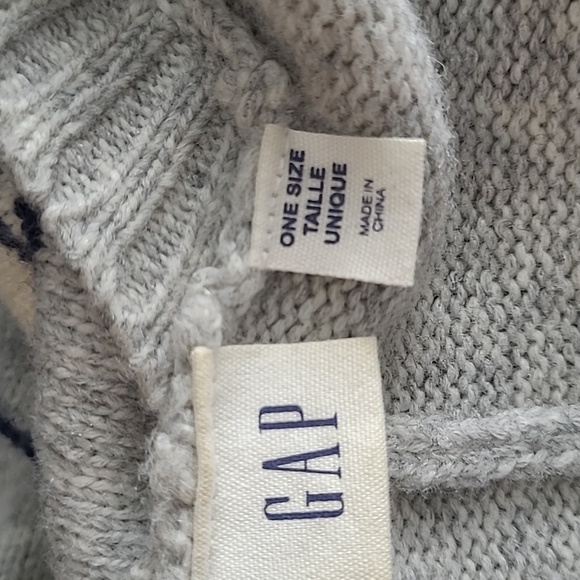 ONE SIZE
TAILLE
UNIQUE
MADE IN
CHINA
GAP